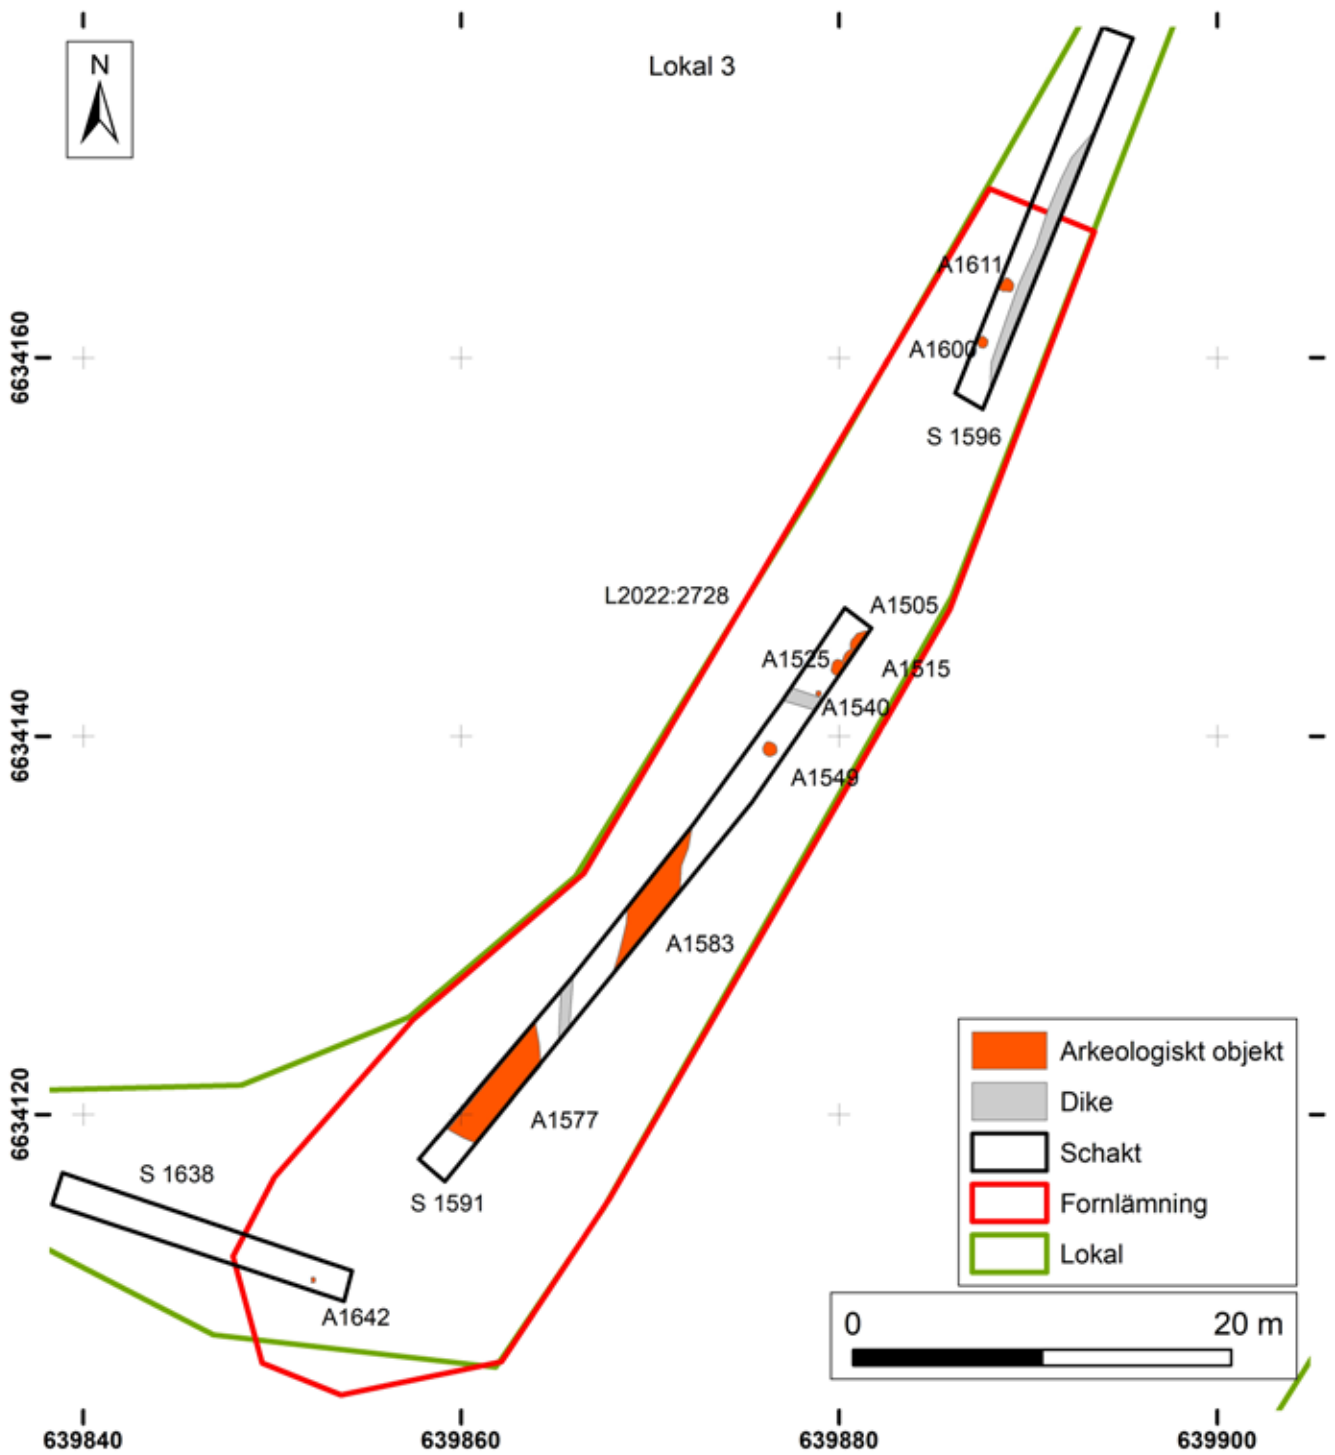 Lokal 3
N
A1611
6634160
A1600
S 1596
L2022:2728
A1505
A1525
A1515
A1540
6634140
A1549
A1583
Arkeologiskt objekt
Dike
6634120
A1577
Schakt
S 1638
S 1591
Fornlämning
Lokal
A1642
0 20 m
639840 639860 639880 639900